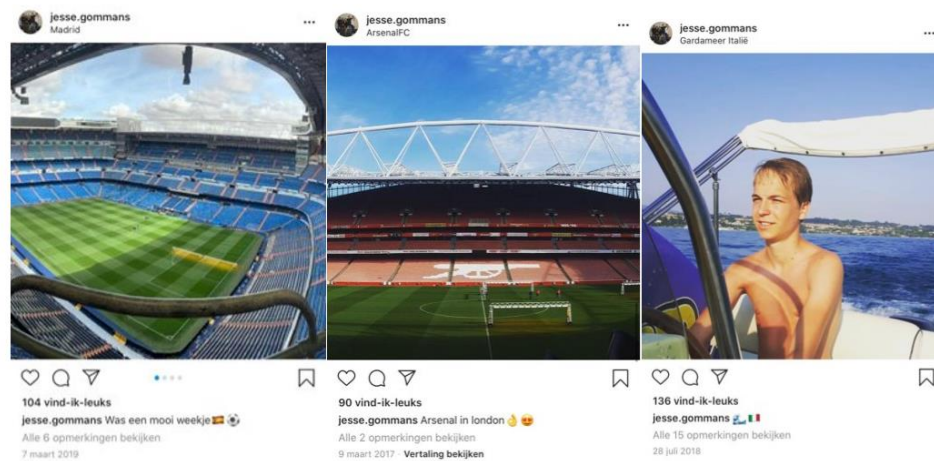 jesse.gommans
Madrid
104 vind-ik-leuks
jesse.gommans Was een mooi weekje🇪🇸⚽
Alle 6 opmerkingen bekijken
7 maart 2019
jesse.gommans
ArsenalFC
90 vind-ik-leuks
jesse.gommans Arsenal in london👌😍
Alle 2 opmerkingen bekijken
9 maart 2017 · Vertaling bekijken
jesse.gommans
Gardameer Italië
136 vind-ik-leuks
jesse.gommans 🌊🇮🇹
Alle 15 opmerkingen bekijken
28 juli 2018